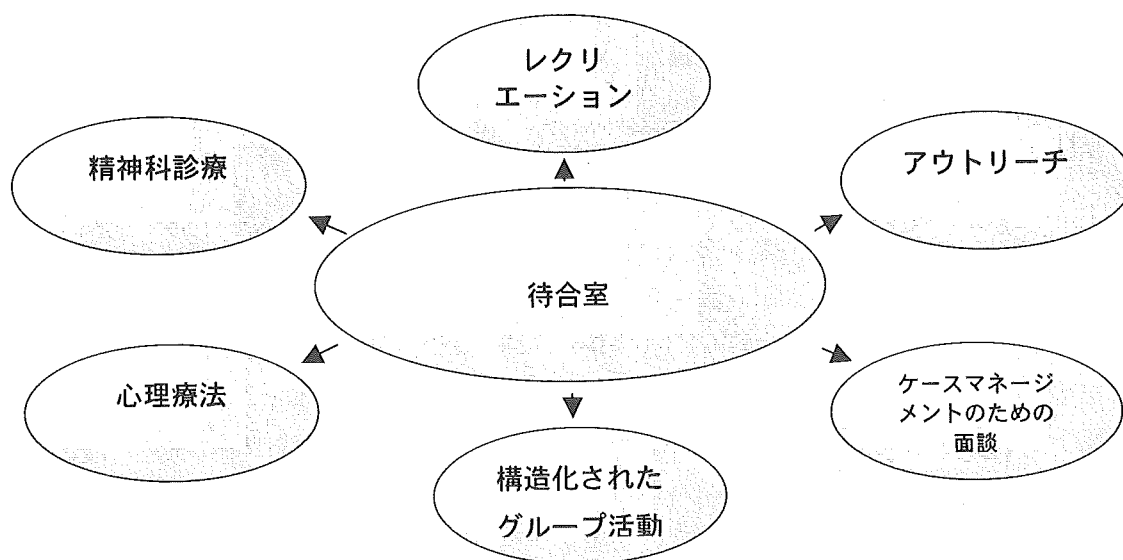 レクリ
エーション
精神科診療
アウトリーチ
待合室
心理療法
ケースマネージ
メントのための
面談
構造化された
グループ活動